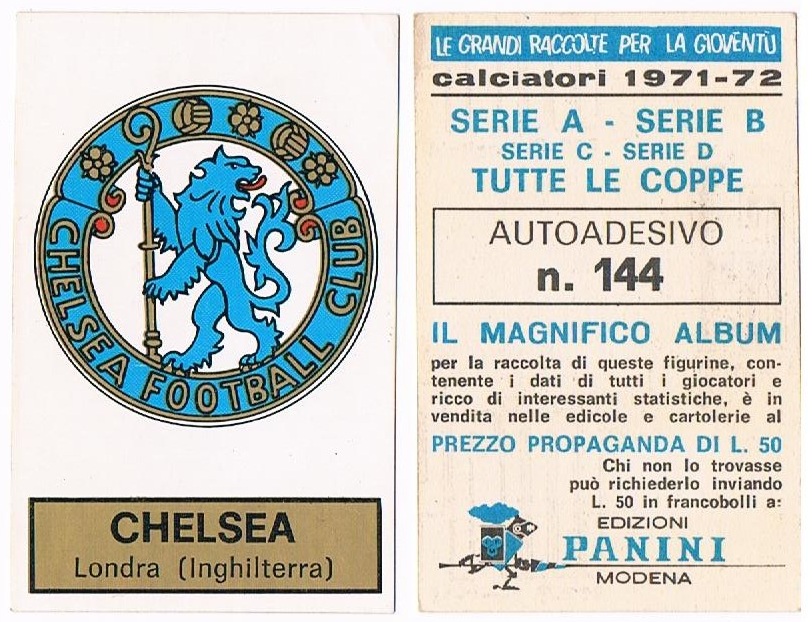 CHELSEA FOOTBALL CLUB
CHELSEA
Londra (Inghilterra)
LE GRANDI RACCOLTE PER LA GIOVENTÙ
calciatori 1971-72
SERIE A - SERIE B
SERIE C - SERIE D
TUTTE LE COPPE
AUTOADESIVO
n. 144
IL MAGNIFICO ALBUM
per la raccolta di queste figurine, con-
tenente i dati di tutti i giocatori e
ricco di interessanti statistiche, è in
vendita nelle edicole e cartolerie al
PREZZO PROPAGANDA DI L. 50
Chi non lo trovasse
può richiederlo inviando
L. 50 in francobolli a:
EDIZIONI
PANINI
MODENA